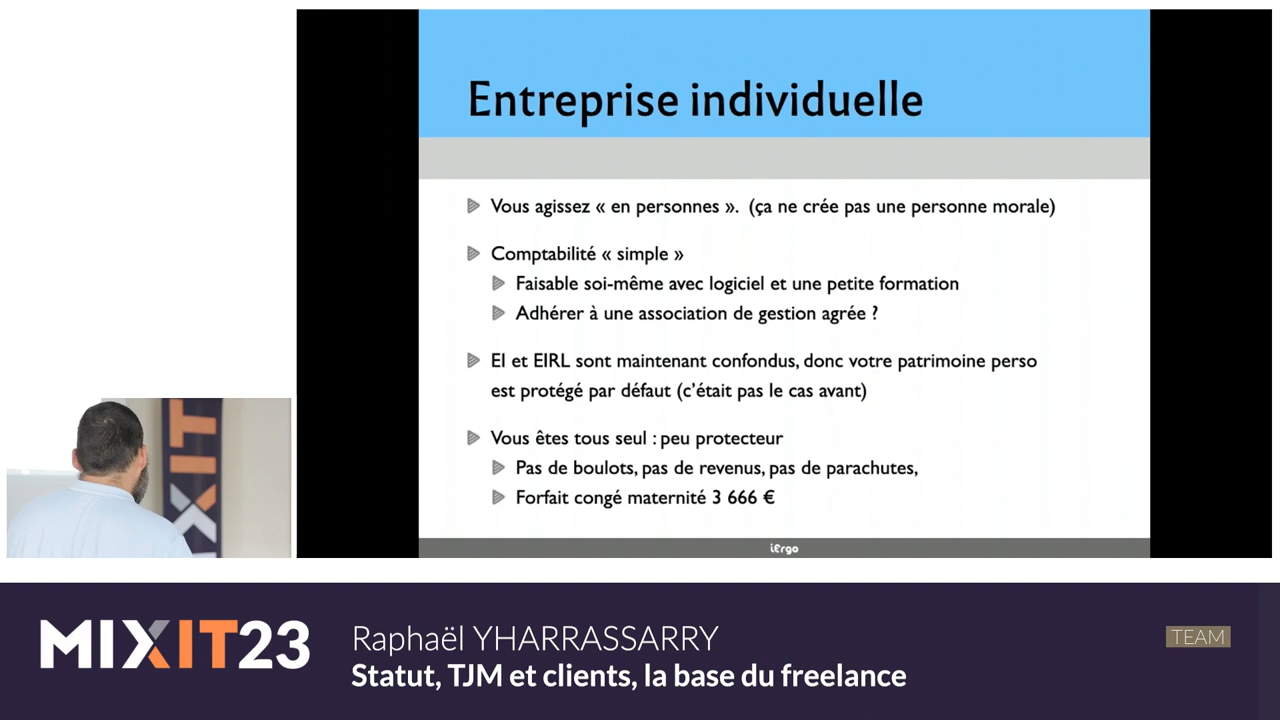 Entreprise individuelle
Vous agissez « en personnes ». (ça ne crée pas une personne morale)
Comptabilité « simple »
Faisable soi-même avec logiciel et une petite formation
Adhérer à une association de gestion agrée ?
EI et EIRL sont maintenant confondus, donc votre patrimoine perso
est protégé par défaut (c'était pas le cas avant)
Vous êtes tous seul : peu protecteur
Pas de boulots, pas de revenus, pas de parachutes,
Forfait congé maternité 3 666 €
iErgo
MIXIT
MIXIT23
Raphaël YHARRASSARRY
TEAM
Statut, TJM et clients, la base du freelance